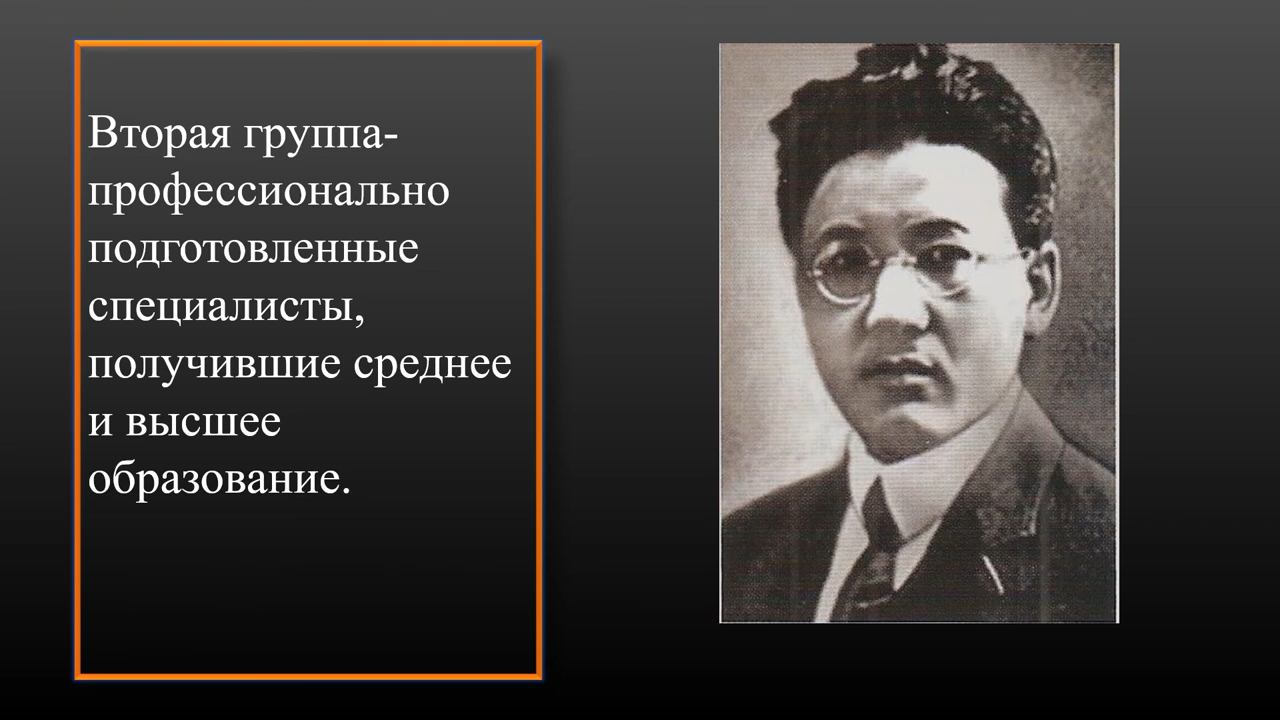 Вторая группа-
профессионально
подготовленные
специалисты,
получившие среднее
и высшее
образование.